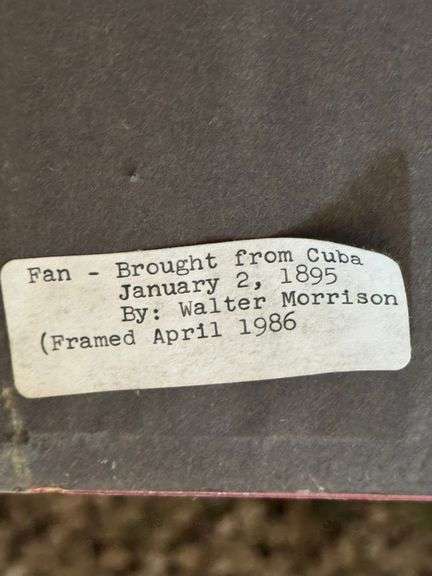 Fan - Brought from Cuba
January 2, 1895
By: Walter Morrison
(Framed April 1986